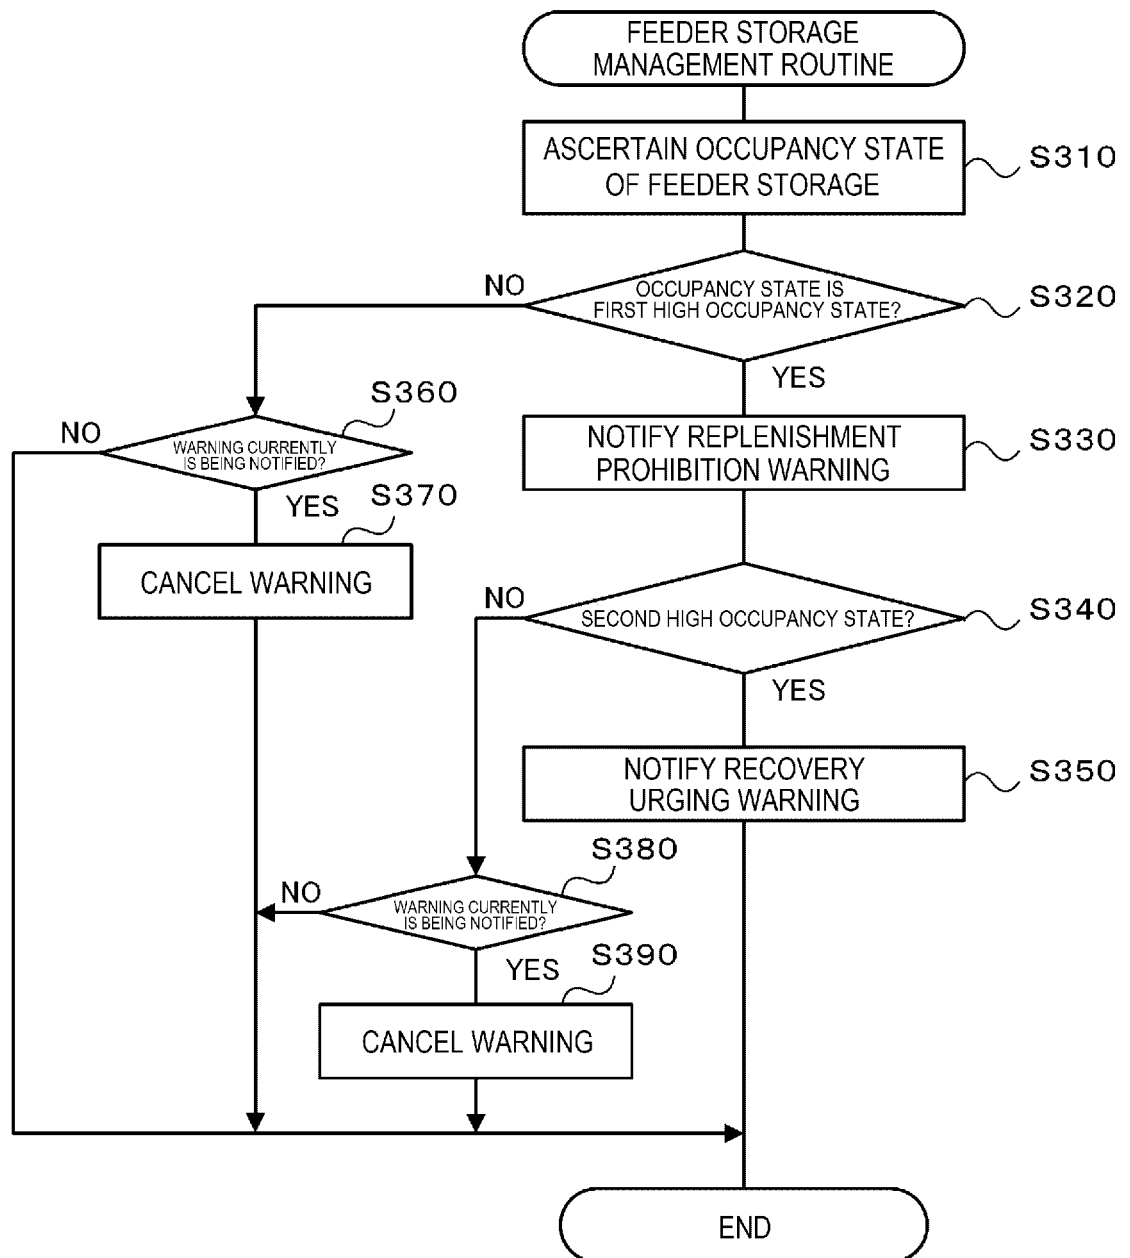 FEEDER STORAGE
MANAGEMENT ROUTINE
ASCERTAIN OCCUPANCY STATE
OF FEEDER STORAGE
S310
NO
OCCUPANCY STATE IS
FIRST HIGH OCCUPANCY STATE?
S320
YES
S360
NO
WARNING CURRENTLY
IS BEING NOTIFIED?
NOTIFY REPLENISHMENT
PROHIBITION WARNING
S330
YES
S370
CANCEL WARNING
NO
SECOND HIGH OCCUPANCY STATE?
S340
YES
NOTIFY RECOVERY
URGING WARNING
S350
S380
NO
WARNING CURRENTLY
IS BEING NOTIFIED?
YES
S390
CANCEL WARNING
END